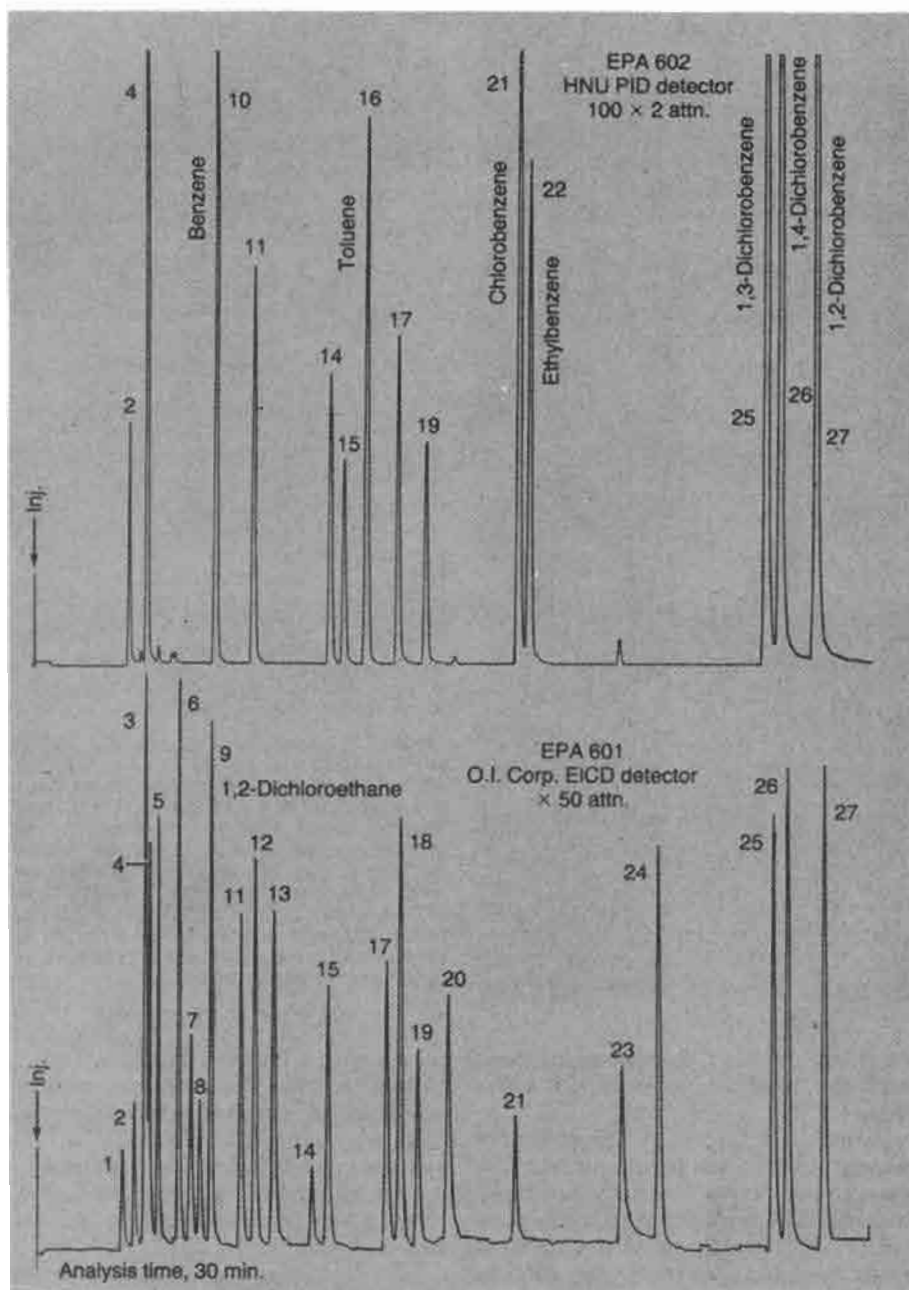 EPA 602
HNU PID detector
100 × 2 attn.
4
10
16
21
22
Benzene
Toluene
Chlorobenzene
Ethylbenzene
1,3-Dichlorobenzene
1,4-Dichlorobenzene
1,2-Dichlorobenzene
11
2
14
15
17
19
25
26
27
Inj.
3
6
9
1,2-Dichloroethane
EPA 601
O.I. Corp. ElCD detector
× 50 attn.
5
4
12
11
13
18
17
15
20
19
7
8
2
1
14
21
23
24
25
26
27
Inj.
Analysis time, 30 min.